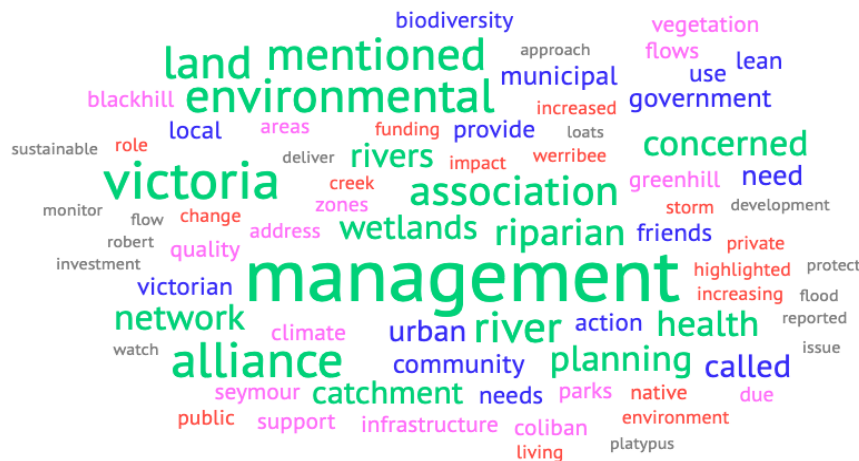 biodiversity
vegetation
approach
land mentioned
flows
lean
municipal
use
environmental
blackhill
increased
government
local
areas
funding
provide
loats
sustainable
role
deliver
rivers
impact
werribee
concerned
victoria
creek
association
greenhill
need
monitor
zones
storm
development
flow
change
address
wetlands
riparian
friends
robert
quality
private
investment
management
highlighted
protect
victorian
increasing
flood
network
climate
urban
river
action
health
reported
watch
alliance
community
planning
called
issue
seymour
catchment
needs
parks
native
due
public
support
infrastructure
coliban
environment
living
platypus